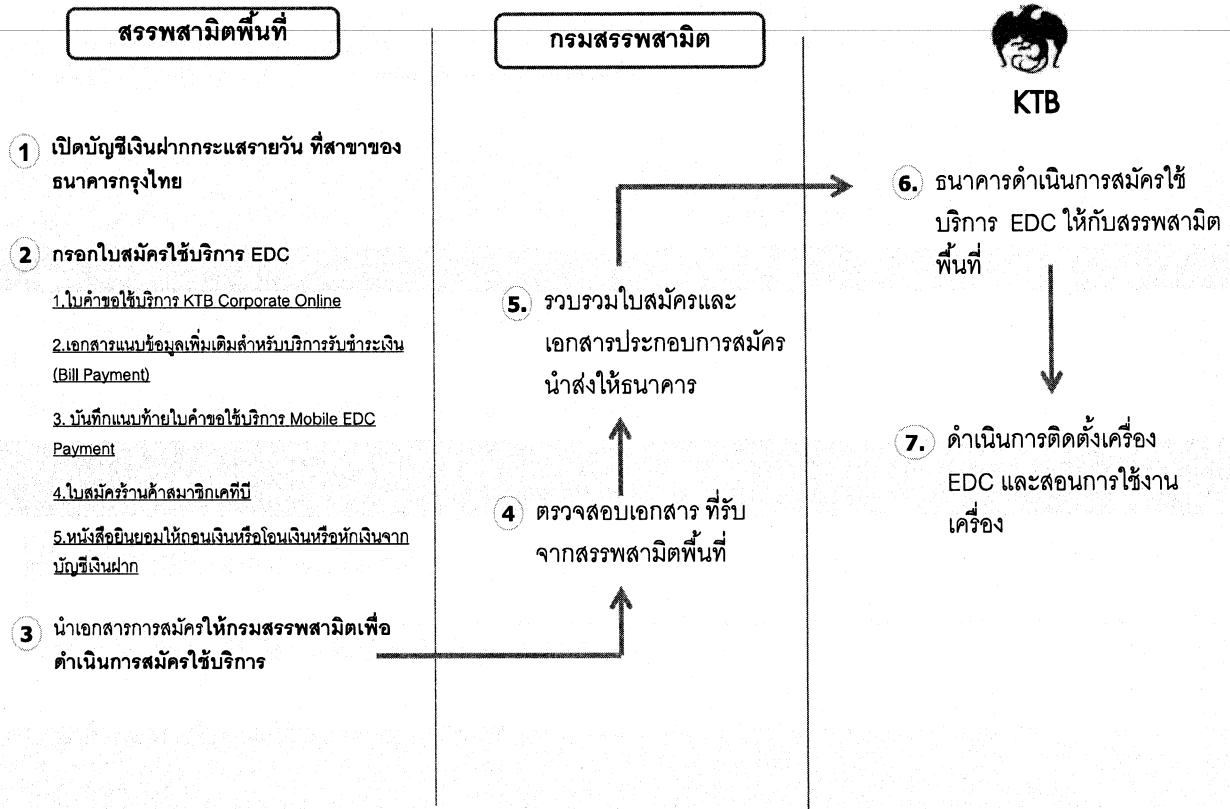 สรรพสามิตพื้นที่
1 เปิดบัญชีเงินฝากกระแสรายวัน ที่สาขาของ
ธนาคารกรุงไทย
2 กรอกใบสมัครใช้บริการ EDC
1.ใบคำขอใช้บริการ KTB Corporate Online
2.เอกสารแนบข้อมูลเพิ่มเติมสำหรับบริการรับชำระเงิน
(Bill Payment)
3. บันทึกแนบท้ายใบคำขอใช้บริการ Mobile EDC
Payment
4.ใบสมัครร้านค้าสมาชิกเคทีบี
5.หนังสือยินยอมให้ถอนเงินหรือโอนเงินหรือหักเงินจาก
บัญชีเงินฝาก
3 นำเอกสารการสมัครให้กรมสรรพสามิตเพื่อ
ดำเนินการสมัครใช้บริการ
กรมสรรพสามิต
4 ตรวจสอบเอกสาร ที่รับ
จากสรรพสามิตพื้นที่
5. รวบรวมใบสมัครและ
เอกสารประกอบการสมัคร
นำส่งให้ธนาคาร
KTB
6. ธนาคารดำเนินการสมัครใช้
บริการ EDC ให้กับสรรพสามิต
พื้นที่
7. ดำเนินการติดตั้งเครื่อง
EDC และสอนการใช้งาน
เครื่อง